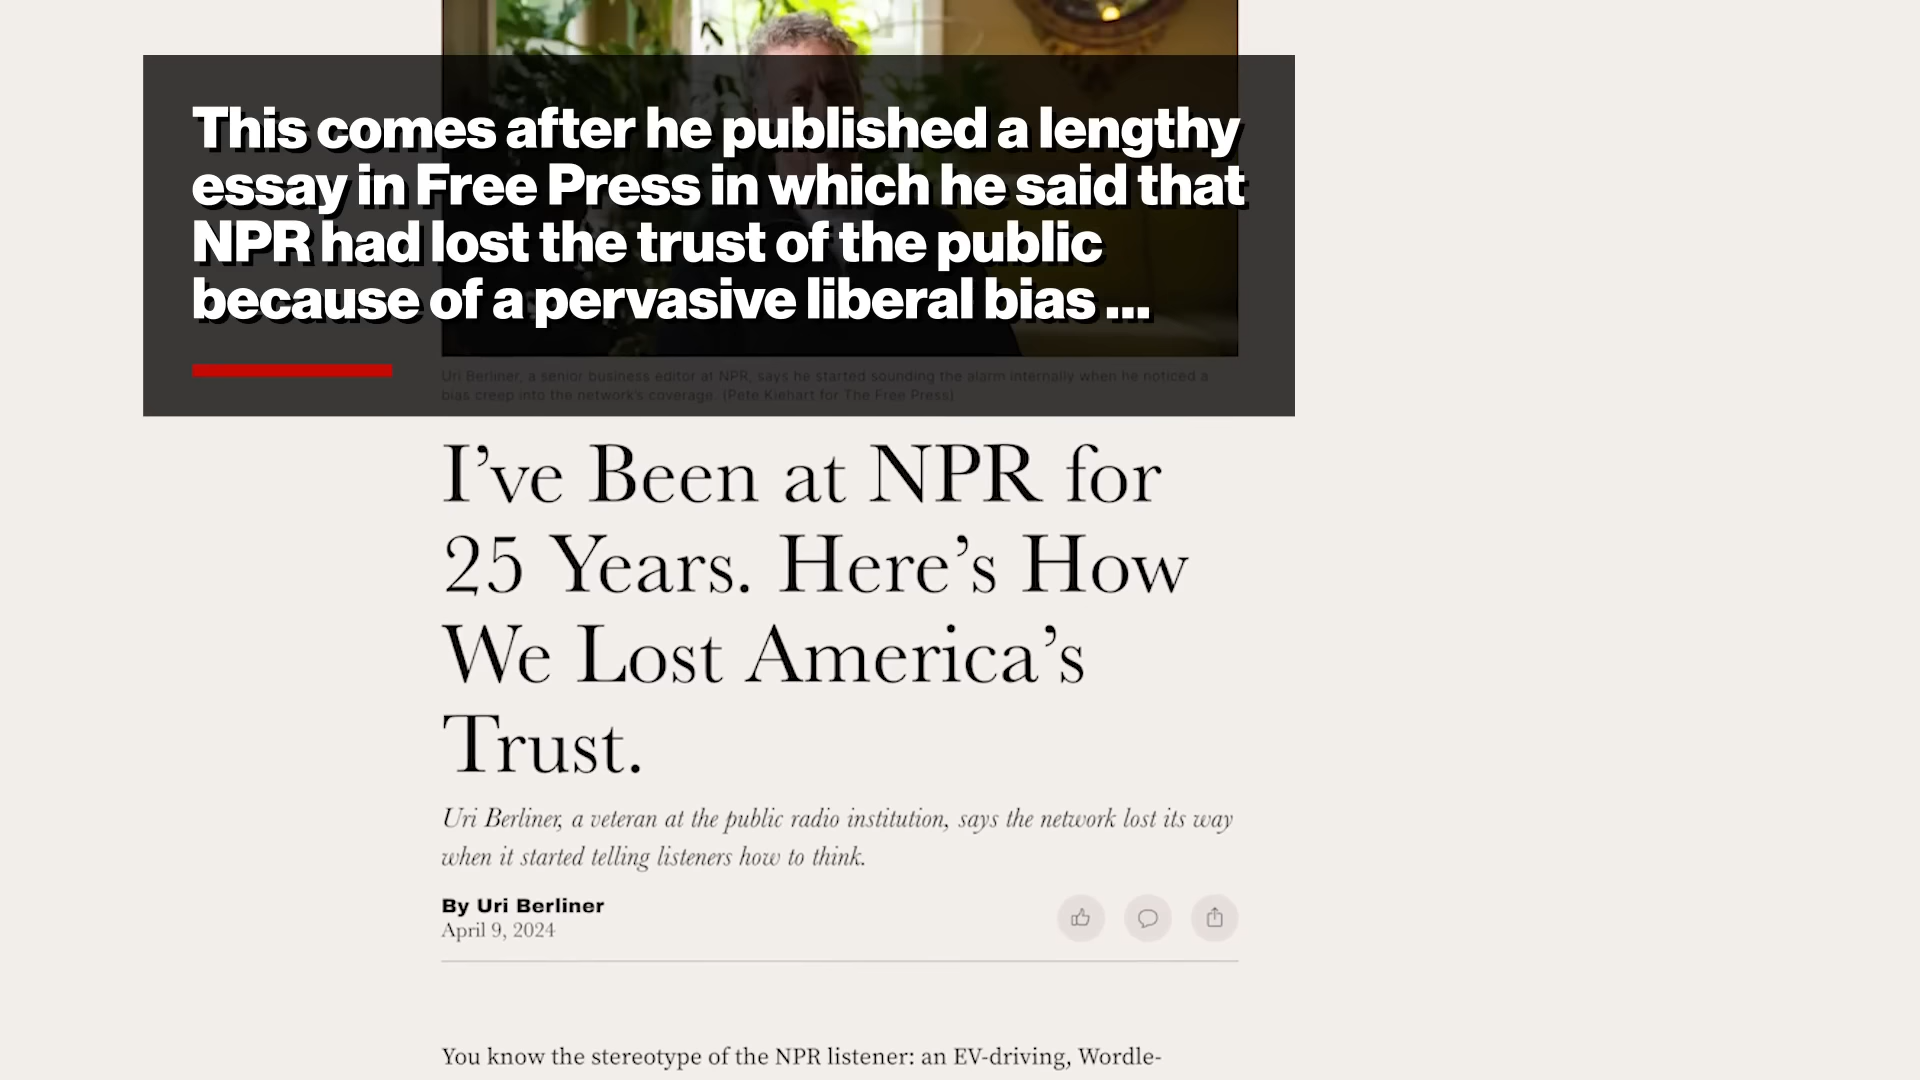 This comes after he published a lengthy
essay in Free Press in which he said that
NPR had lost the trust of the public
because of a pervasive liberal bias ...
Uri Berliner, a senior business editor at NPR, says he started sounding the alarm internally when he noticed a
bias creep into the network's coverage. (Pete Kiehart for The Free Press)
I've Been at NPR for
25 Years. Here's How
We Lost America's
Trust.
Uri Berliner, a veteran at the public radio institution, says the network lost its way
when it started telling listeners how to think.
By Uri Berliner
April 9, 2024
You know the stereotype of the NPR listener: an EV-driving, Wordle-